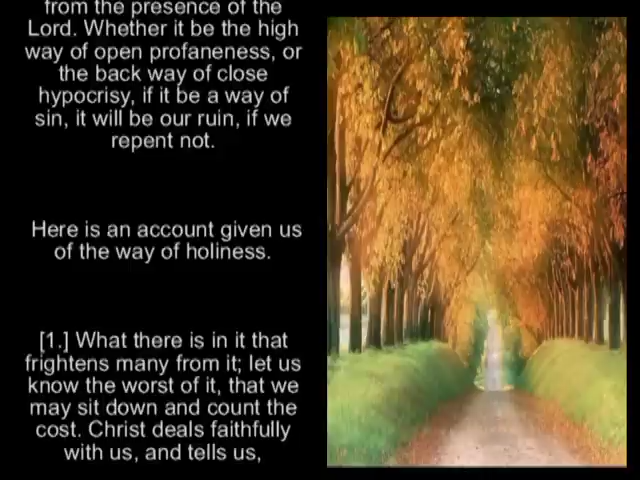 from the presence of the
Lord. Whether it be the high
way of open profaneness, or
the back way of close
hypocrisy, if it be a way of
sin, it will be our ruin, if we
repent not.
Here is an account given us
of the way of holiness.
[1.] What there is in it that
frightens many from it; let us
know the worst of it, that we
may sit down and count the
cost. Christ deals faithfully
with us, and tells us,